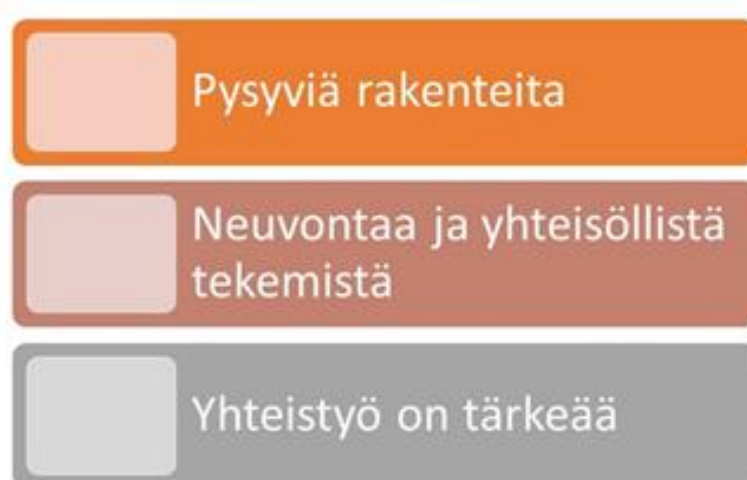 Pysyviä rakenteita
Neuvontaa ja yhteisöllistä
tekemistä
Yhteistyö on tärkeää